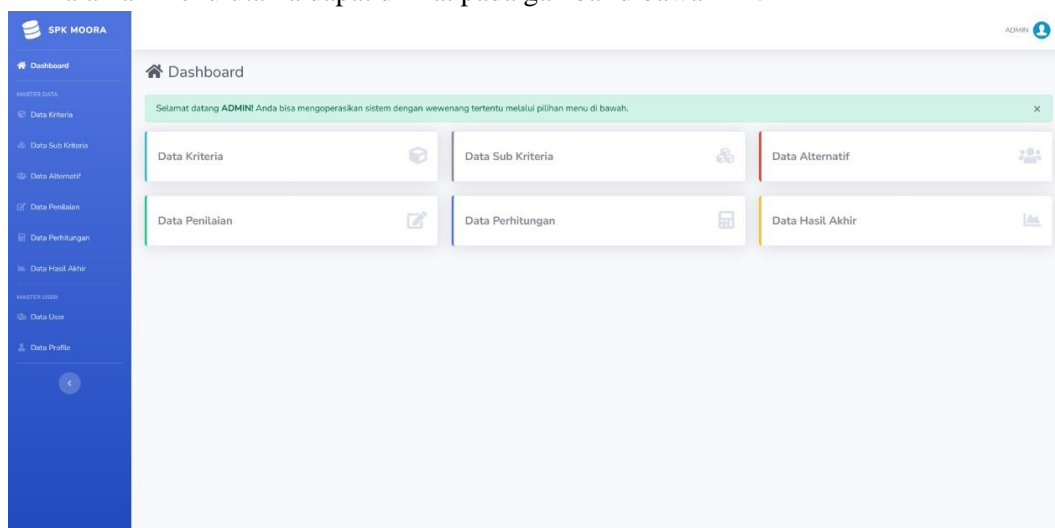 SPK MOORA
ADMIN
Dashboard
MASTER DATA
Data Kriteria
Data Sub Kriteria
Data Alternatif
Data Penilaian
Data Perhitungan
Data Hasil Akhir
MASTER USER
Data User
Data Profile
Dashboard
Selamat datang ADMIN! Anda bisa mengoperasikan sistem dengan wewenang tertentu melalui pilihan menu di bawah.
Data Kriteria
Data Sub Kriteria
Data Alternatif
Data Penilaian
Data Perhitungan
Data Hasil Akhir